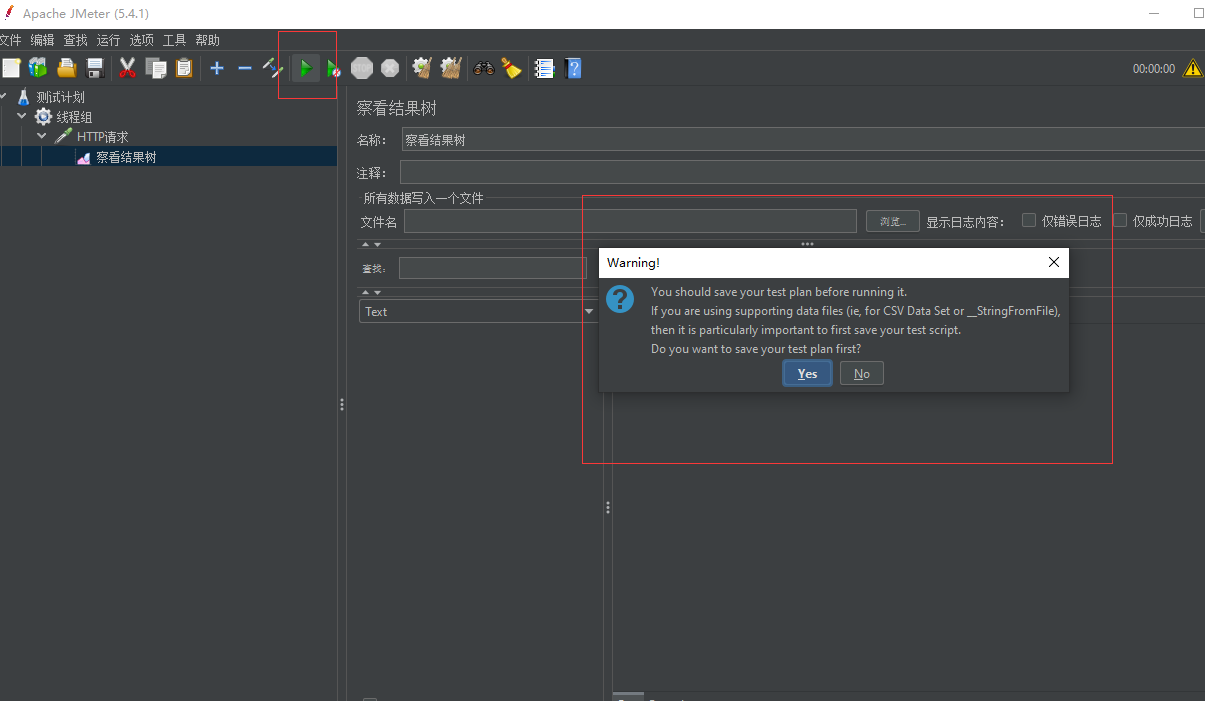 Apache JMeter (5.4.1)
文件 编辑 查找 运行 选项 工具 帮助
STOP
00:00:00
测试计划
线程组
HTTP请求
察看结果树
察看结果树
名称： 察看结果树
注释：
所有数据写入一个文件
文件名 浏览... 显示日志内容： 仅错误日志 仅成功日志
查找:
Text
Warning!
You should save your test plan before running it.
If you are using supporting data files (ie, for CSV Data Set or __StringFromFile),
then it is particularly important to first save your test script.
Do you want to save your test plan first?
Yes No